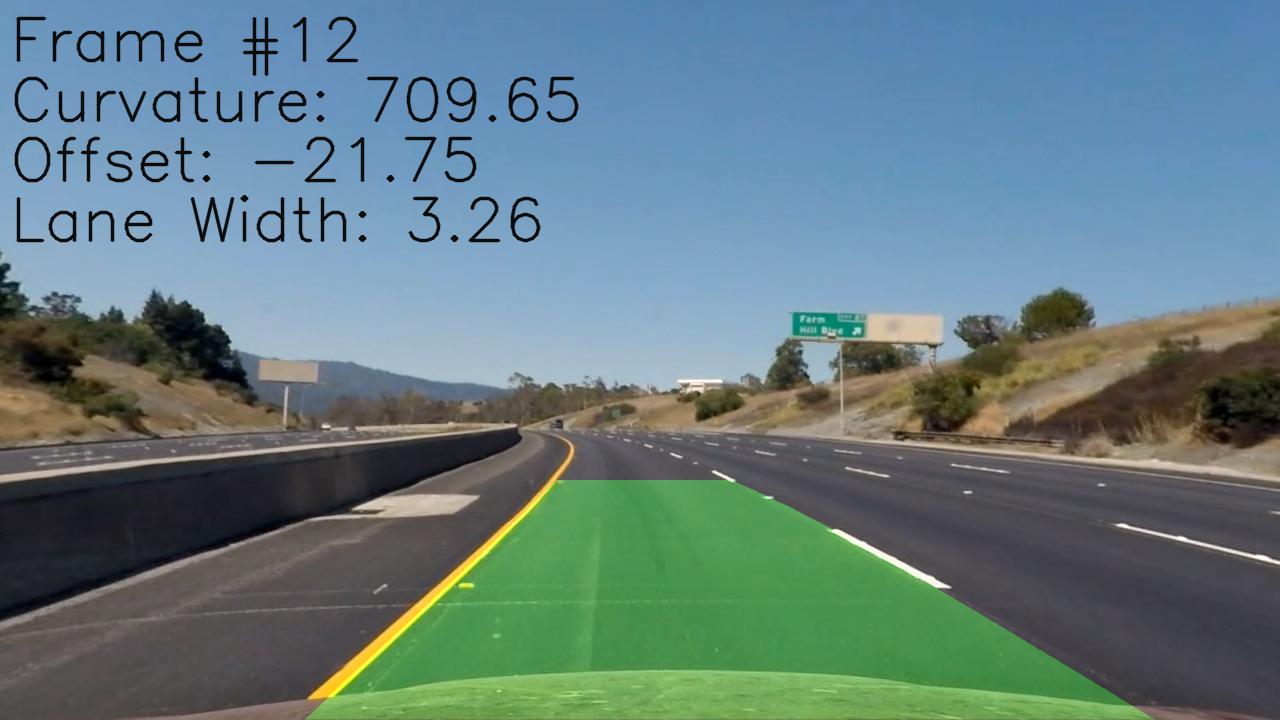 Frame #12
Curvature: 709.65
Offset: -21.75
Lane Width: 3.26
Farm
Hill Blvd